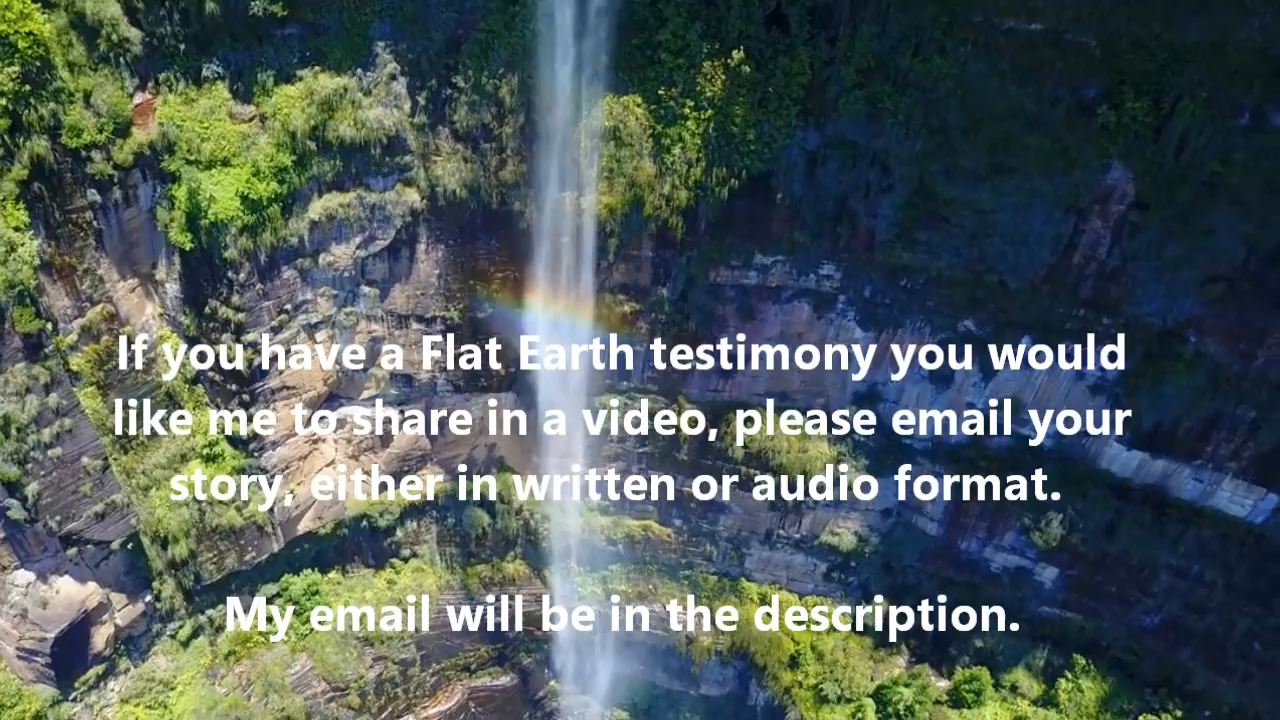 If you have a Flat Earth testimony you would
like me to share in a video, please email your
story, either in written or audio format.
My email will be in the description.